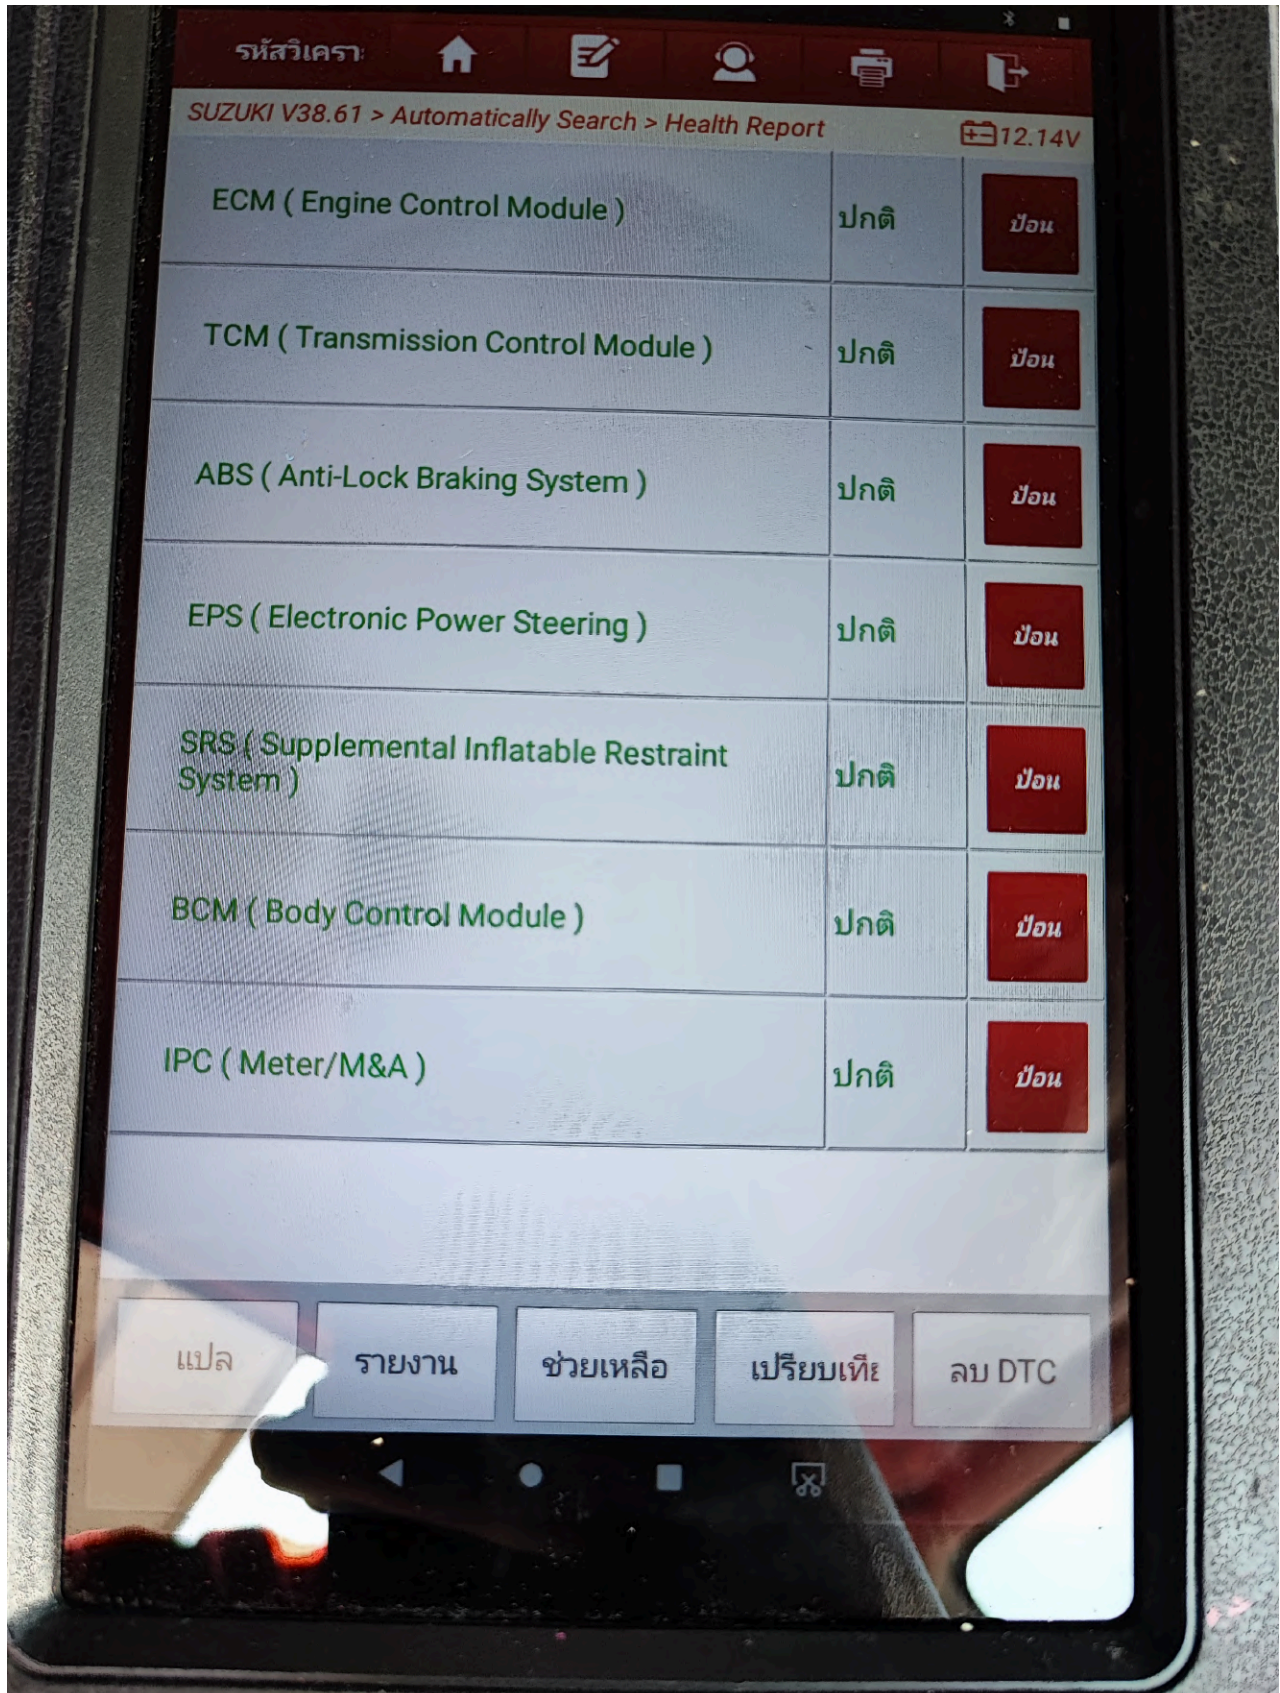 รหัสวิเครา
SUZUKI V38.61 > Automatically Search > Health Report
12.14V
ECM ( Engine Control Module )
ปกติ
ป้อน
TCM ( Transmission Control Module )
ปกติ
ป้อน
ABS ( Anti-Lock Braking System )
ปกติ
ป้อน
EPS ( Electronic Power Steering )
ปกติ
ป้อน
SRS ( Supplemental Inflatable Restraint
System )
ปกติ
ป้อน
BCM ( Body Control Module )
ปกติ
ป้อน
IPC ( Meter/M&A )
ปกติ
ป้อน
แปล
รายงาน
ช่วยเหลือ
เปรียบเทีย
ลบ DTC